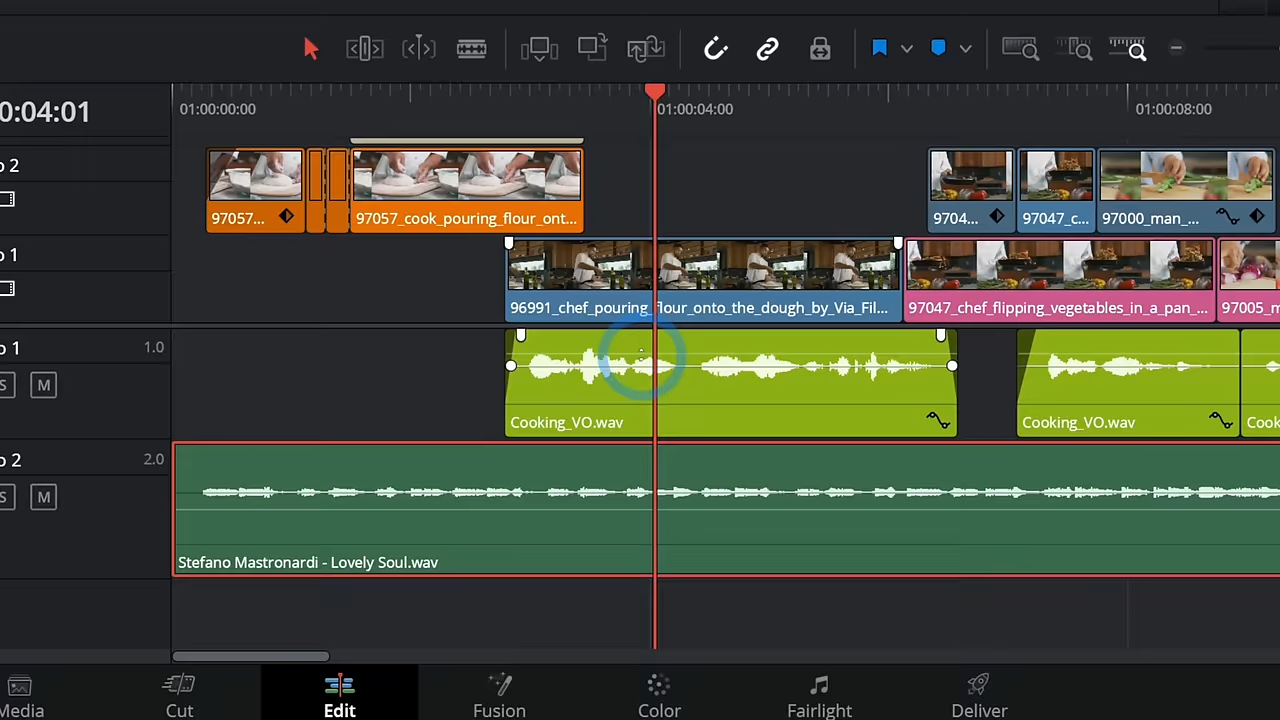 0:04:01
01:00:00:00
01:00:04:00
01:00:08:00
o 2
97057...
97057_cook_pouring_flour_ont...
9704...
97047_c...
97000_man_...
o 1
96991_chef_pouring_flour_onto_the_dough_by_Via_Fil...
97047_chef_flipping_vegetables_in_a_pan_...
97005_m
o 1
1.0
S
M
Cooking_VO.wav
Cooking_VO.wav
Cook
o 2
2.0
S
M
Stefano Mastronardi - Lovely Soul.wav
Media
Cut
Edit
Fusion
Color
Fairlight
Deliver